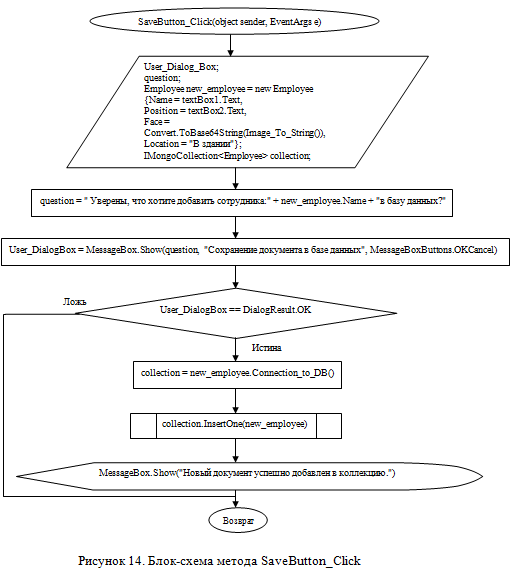 SaveButton_Click(object sender, EventArgs e)
User_Dialog_Box;
question;
Employee new_employee = new Employee
{Name = textBox1.Text,
Position = textBox2.Text,
Face =
Convert.ToBase64String(Image_To_String()),
Location = "В здании"};
IMongoCollection<Employee> collection;
question = " Уверены, что хотите добавить сотрудника:" + new_employee.Name + "в базу данных?"
User_DialogBox = MessageBox.Show(question, "Сохранение документа в базе данных", MessageBoxButtons.OKCancel)
Ложь
User_DialogBox == DialogResult.OK
Истина
collection = new_employee.Connection_to_DB()
collection.InsertOne(new_employee)
MessageBox.Show("Новый документ успешно добавлен в коллекцию.")
Возврат
Рисунок 14. Блок-схема метода SaveButton_Click